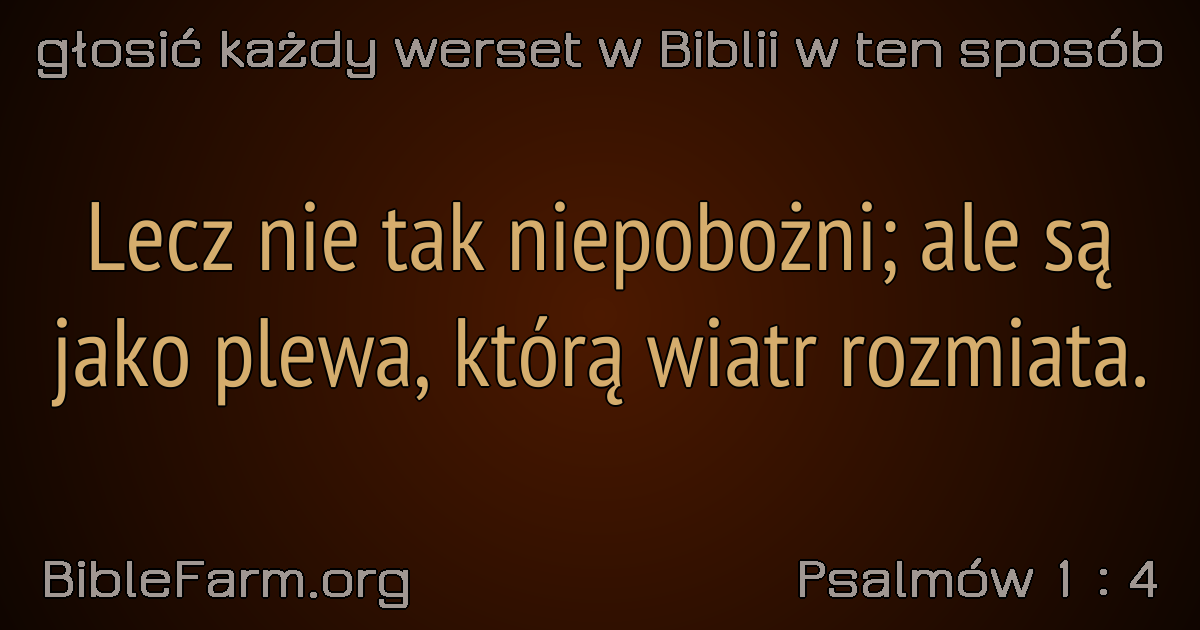 głosić każdy werset w Biblii w ten sposób
Lecz nie tak niepobożni; ale są
jako plewa, którą wiatr rozmiata.
BibleFarm.org
Psalmów 1 : 4